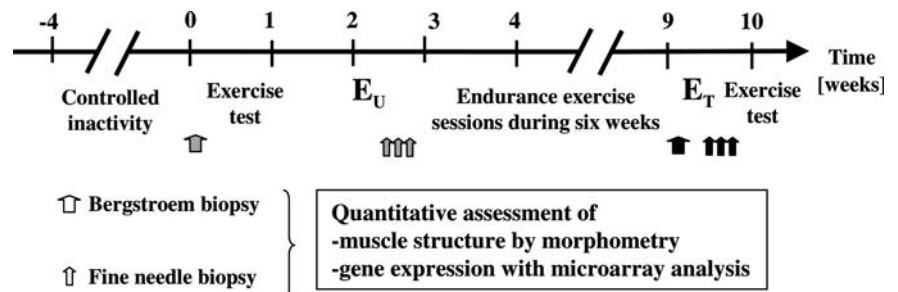 -4 0 1 2 3 4 9 10
Time
[weeks]
Controlled
inactivity
Exercise
test
E_U
Endurance exercise
sessions during six weeks
E_T
Exercise
test
Bergstroem biopsy
Fine needle biopsy
Quantitative assessment of
-muscle structure by morphometry
-gene expression with microarray analysis